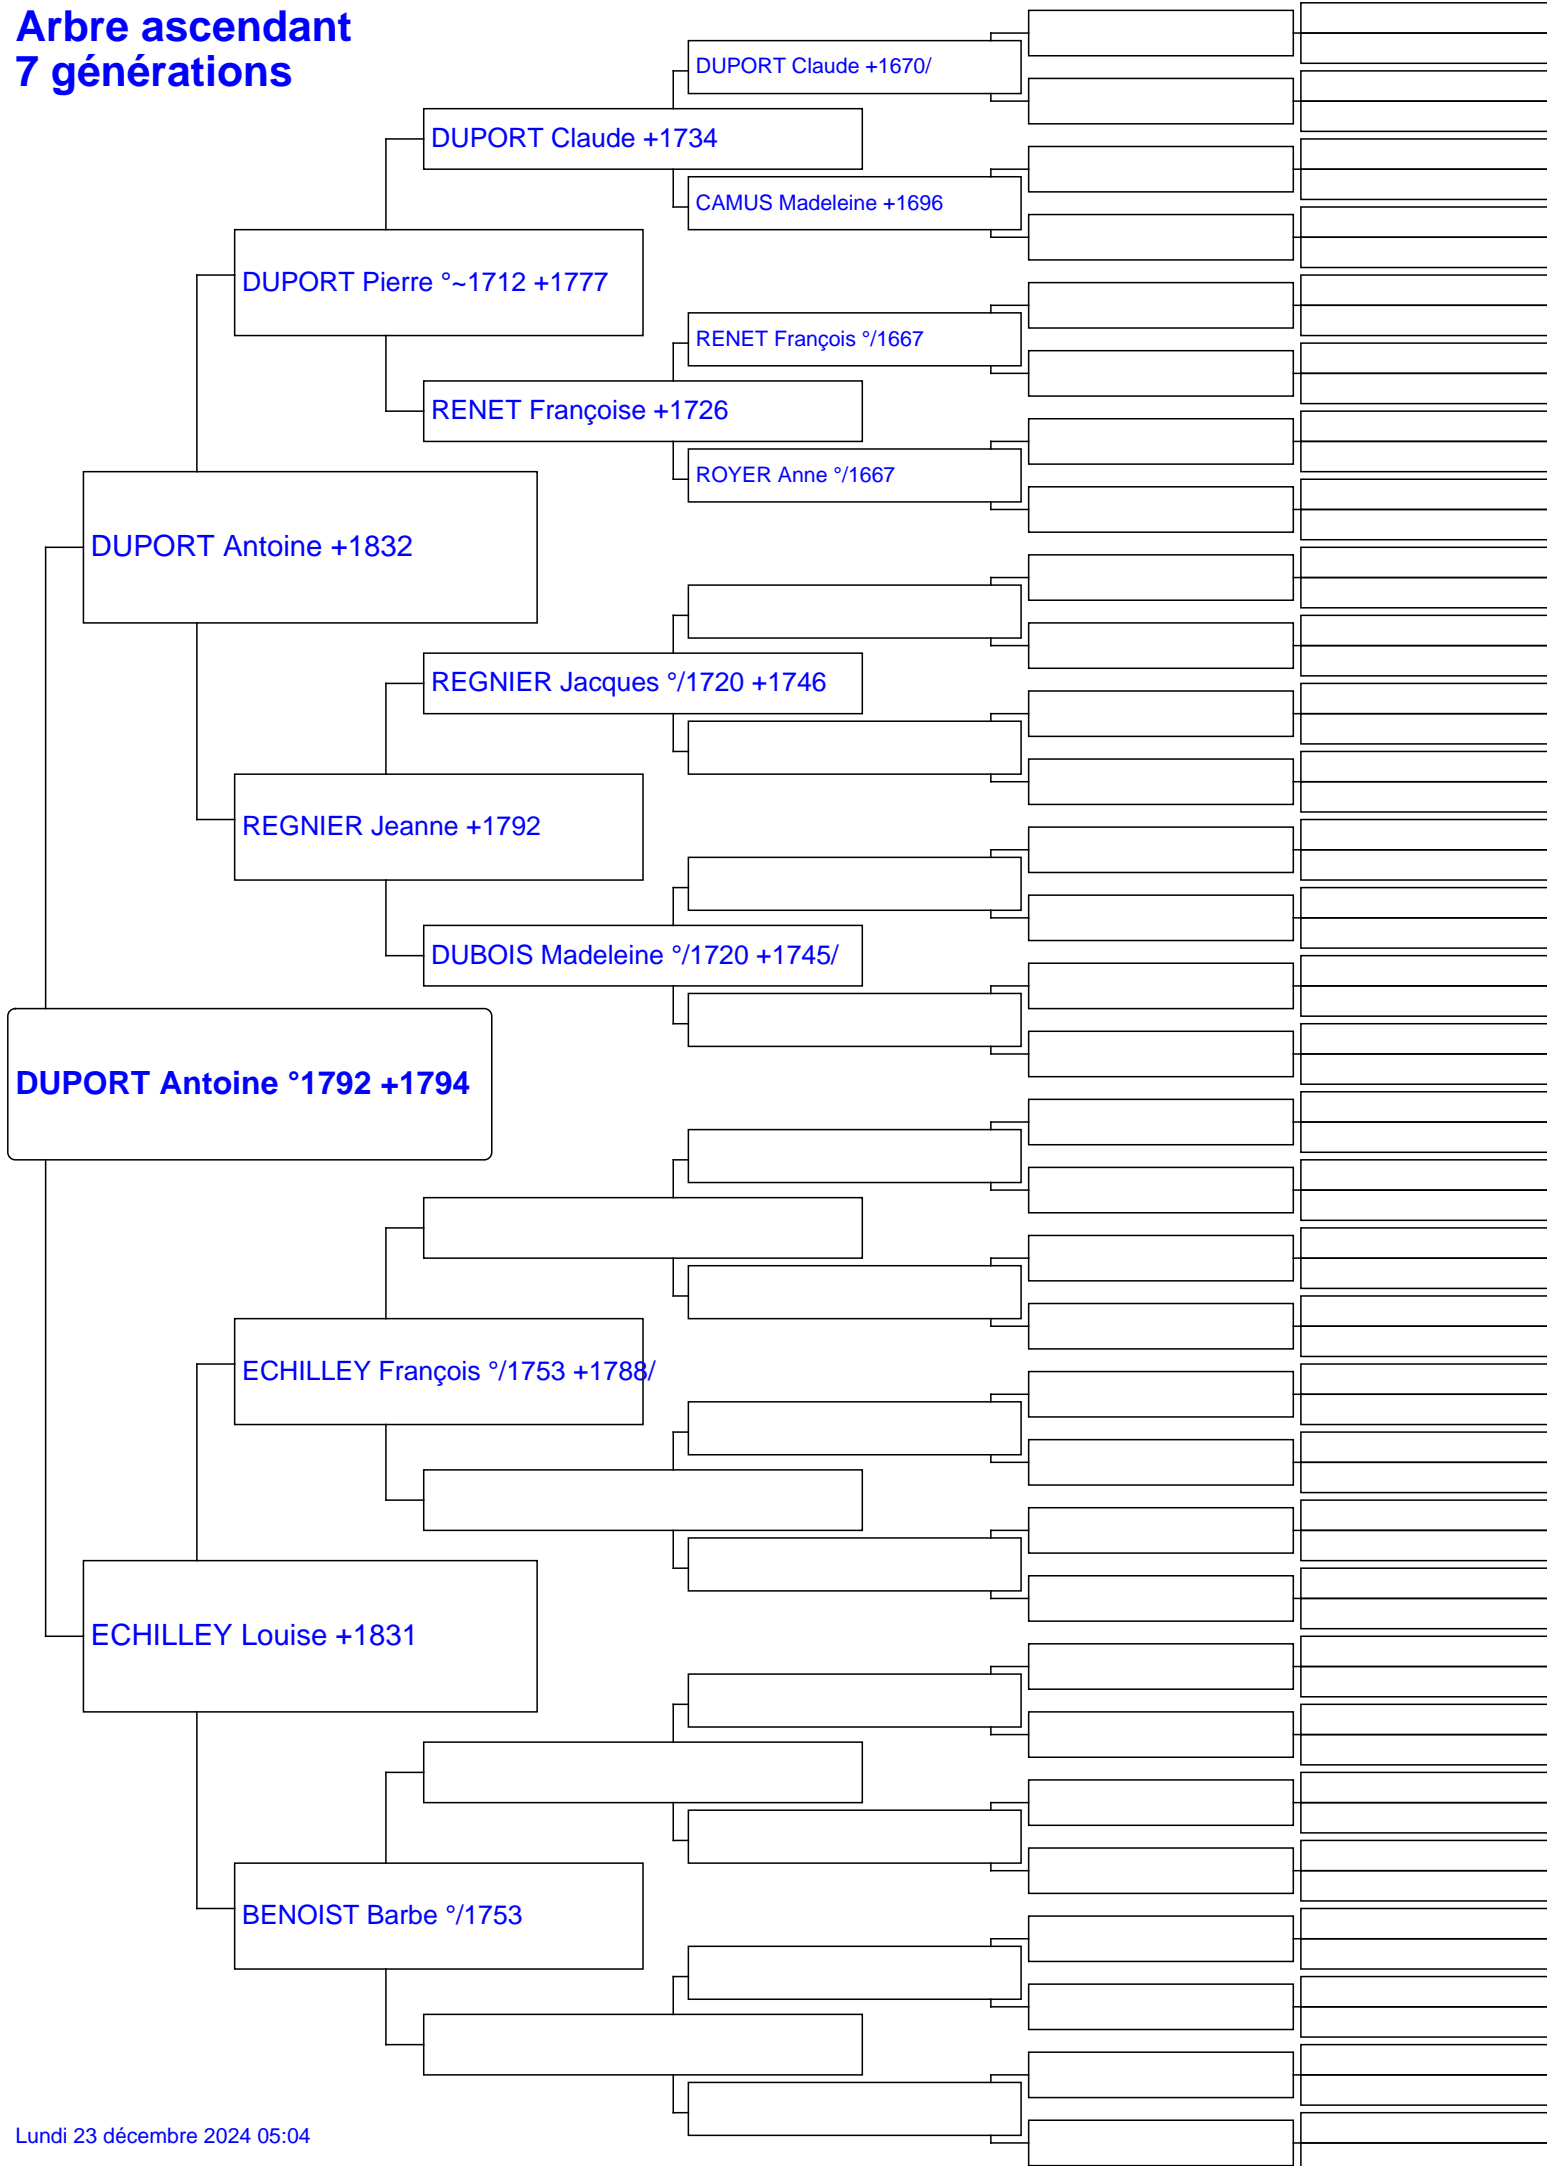 Arbre ascendant
7 générations
DUPORT Claude +1670/
DUPORT Claude +1734
CAMUS Madeleine +1696
DUPORT Pierre °~1712 +1777
RENET François °/1667
RENET Françoise +1726
ROYER Anne °/1667
DUPORT Antoine +1832
REGNIER Jacques °/1720 +1746
REGNIER Jeanne +1792
DUBOIS Madeleine °/1720 +1745/
DUPORT Antoine °1792 +1794
ECHILLEY François °/1753 +1788/
ECHILLEY Louise +1831
BENOIST Barbe °/1753
Lundi 23 décembre 2024 05:04